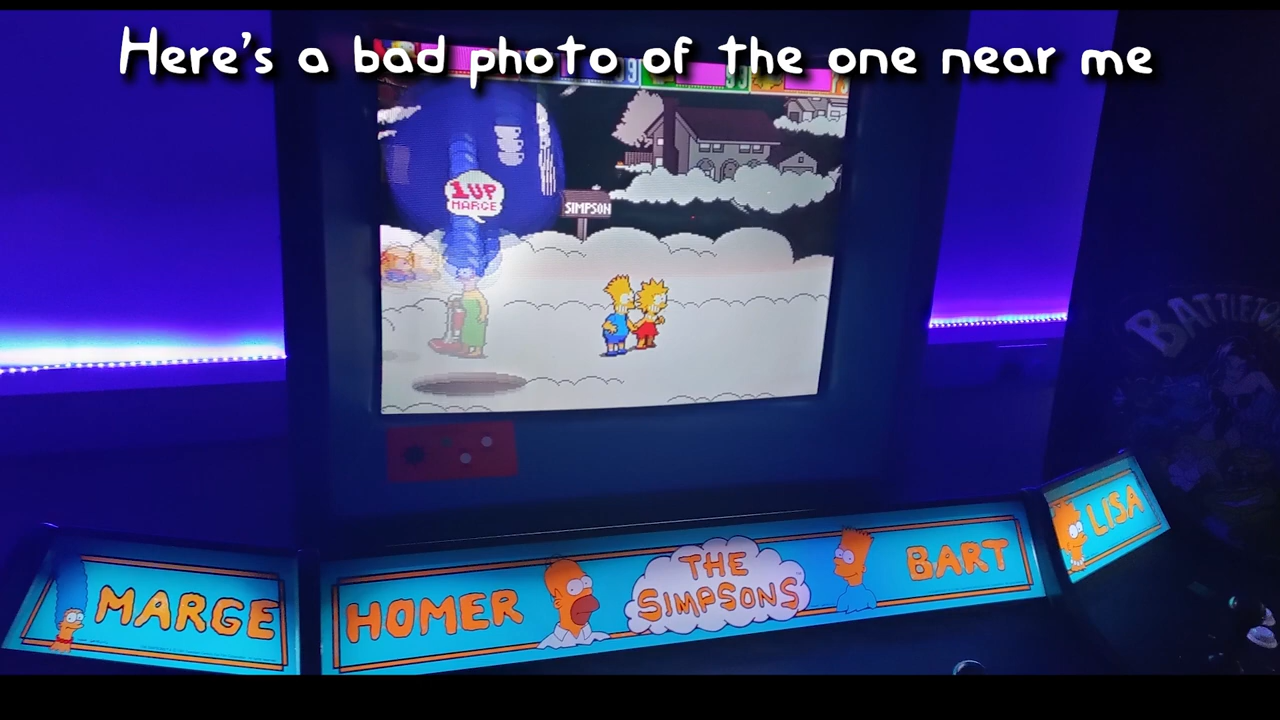 Here's a bad photo of the one near me
1UP
MARGE
SIMPSON
MARGE
HOMER
THE
SIMPSONS
BART
LISA